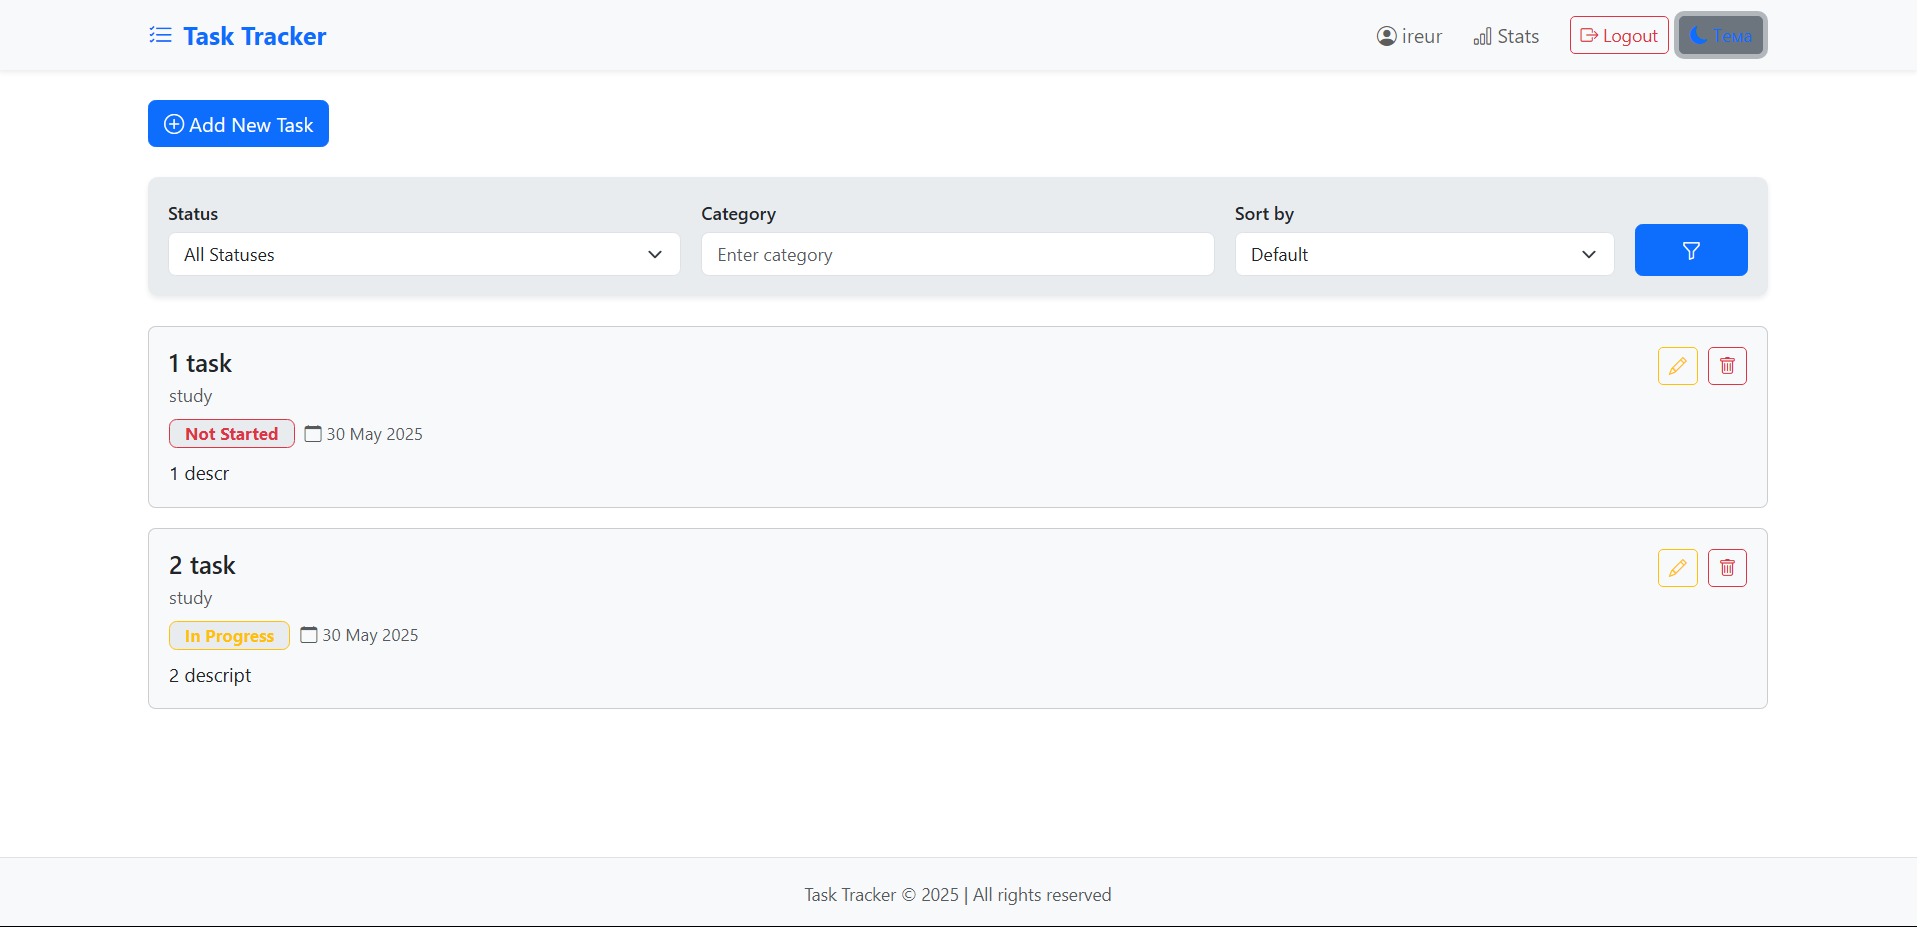 Task Tracker
ireur
Stats
Logout
Тема
Add New Task
Status
Category
Sort by
All Statuses
Enter category
Default
1 task
study
Not Started
30 May 2025
1 descr
2 task
study
In Progress
30 May 2025
2 descript
Task Tracker © 2025 | All rights reserved